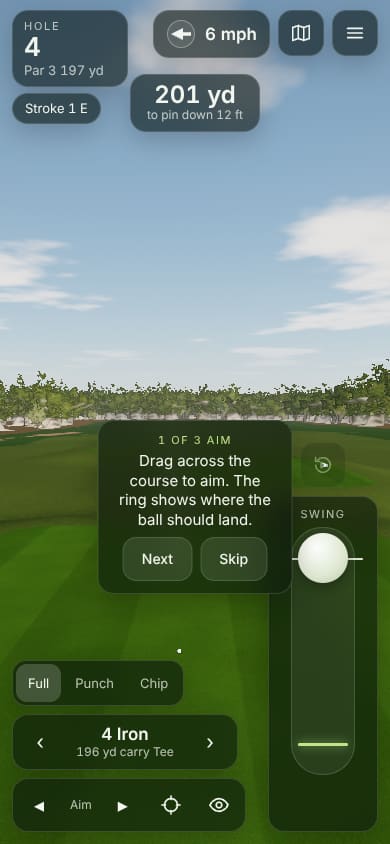 HOLE
4
Par 3 197 yd
6 mph
Stroke 1 E
201 yd
to pin down 12 ft
1 OF 3 AIM
Drag across the
course to aim. The
ring shows where the
ball should land.
Next Skip
SWING
Full Punch Chip
4 Iron
196 yd carry Tee
Aim